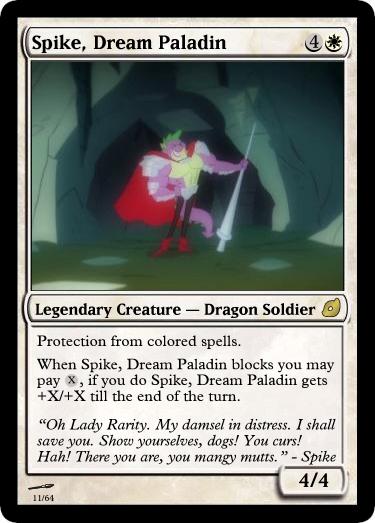 Spike, Dream Paladin 4
Legendary Creature — Dragon Soldier
Protection from colored spells.
When Spike, Dream Paladin blocks you may
pay X, if you do Spike, Dream Paladin gets
+X/+X till the end of the turn.
“Oh Lady Rarity. My damsel in distress. I shall
save you. Show yourselves, dogs! You curs!
Hah! There you are, you mangy mutts.” - Spike
4/4
11/64